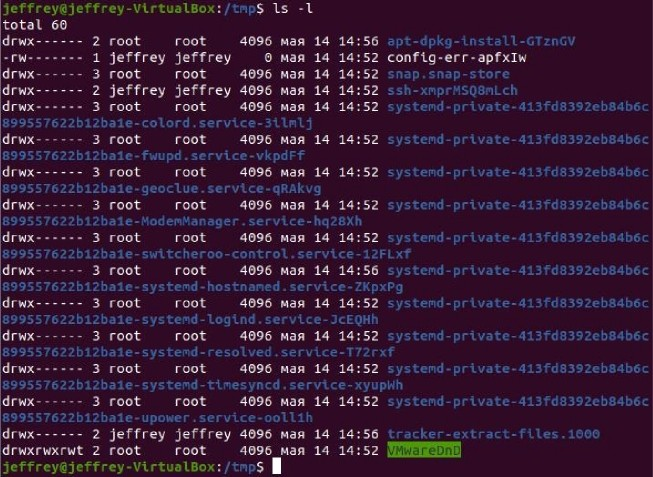 jeffrey@jeffrey-VirtualBox:/tmp$ ls -l
total 60
drwx------ 2 root    root    4096 мая 14 14:56 apt-dpkg-install-GTznGV
-rw------- 1 jeffrey jeffrey    0 мая 14 14:52 config-err-apfxIw
drwx------ 3 root    root    4096 мая 14 14:52 snap.snap-store
drwx------ 2 jeffrey jeffrey 4096 мая 14 14:52 ssh-xmprMSQ8mLch
drwx------ 3 root    root    4096 мая 14 14:52 systemd-private-413fd8392eb84b6c
899557622b12ba1e-colord.service-3ilmlj
drwx------ 3 root    root    4096 мая 14 14:52 systemd-private-413fd8392eb84b6c
899557622b12ba1e-fwupd.service-vkpdFf
drwx------ 3 root    root    4096 мая 14 14:52 systemd-private-413fd8392eb84b6c
899557622b12ba1e-geoclue.service-qRAkvg
drwx------ 3 root    root    4096 мая 14 14:52 systemd-private-413fd8392eb84b6c
899557622b12ba1e-ModemManager.service-hq28Xh
drwx------ 3 root    root    4096 мая 14 14:52 systemd-private-413fd8392eb84b6c
899557622b12ba1e-switcheroo-control.service-12FLxf
drwx------ 3 root    root    4096 мая 14 14:56 systemd-private-413fd8392eb84b6c
899557622b12ba1e-systemd-hostnamed.service-ZKpxPg
drwx------ 3 root    root    4096 мая 14 14:52 systemd-private-413fd8392eb84b6c
899557622b12ba1e-systemd-logind.service-JcEQHh
drwx------ 3 root    root    4096 мая 14 14:52 systemd-private-413fd8392eb84b6c
899557622b12ba1e-systemd-resolved.service-T72rxf
drwx------ 3 root    root    4096 мая 14 14:52 systemd-private-413fd8392eb84b6c
899557622b12ba1e-systemd-timesyncd.service-xyupWh
drwx------ 3 root    root    4096 мая 14 14:52 systemd-private-413fd8392eb84b6c
899557622b12ba1e-upower.service-ooll1h
drwx------ 2 jeffrey jeffrey 4096 мая 14 14:56 tracker-extract-files.1000
drwxrwxrwt 2 root    root    4096 мая 14 14:52 VMwareDnD
jeffrey@jeffrey-VirtualBox:/tmp$